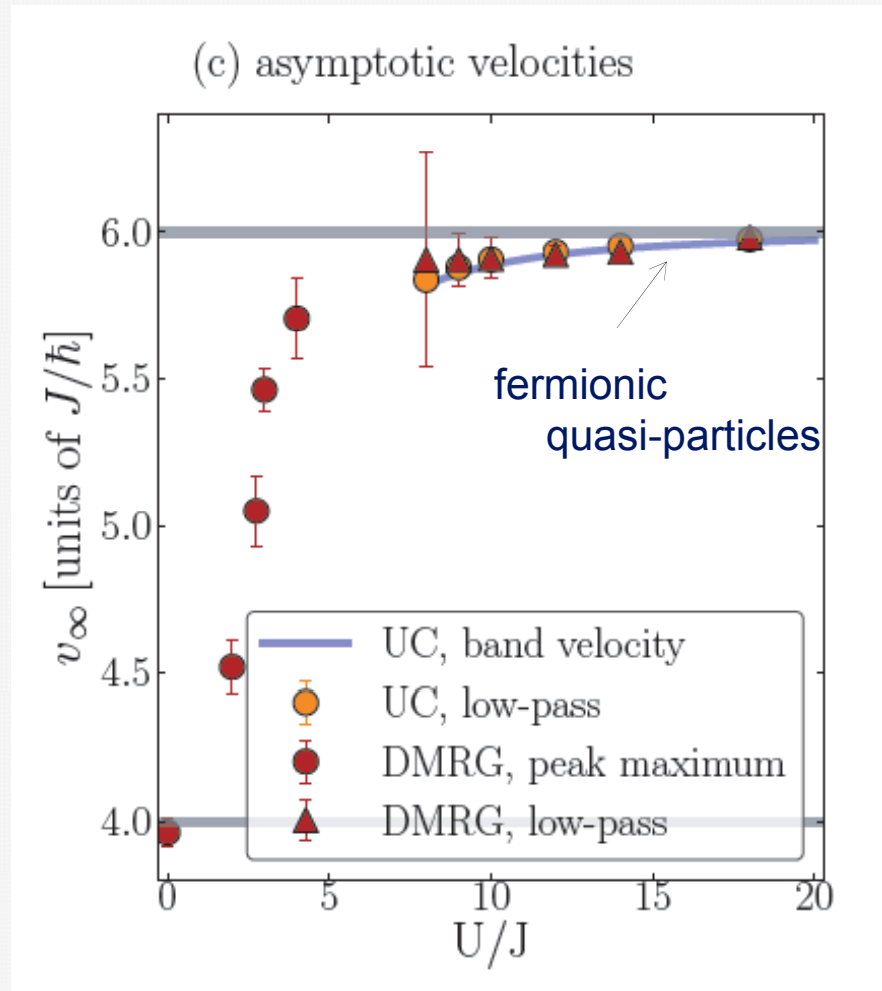 (c) asymptotic velocities
v∞ [units of J/ħ]
6.0
5.5
5.0
4.5
4.0
fermionic
quasi-particles
UC, band velocity
UC, low-pass
DMRG, peak maximum
DMRG, low-pass
0 5 10 15 20
U/J